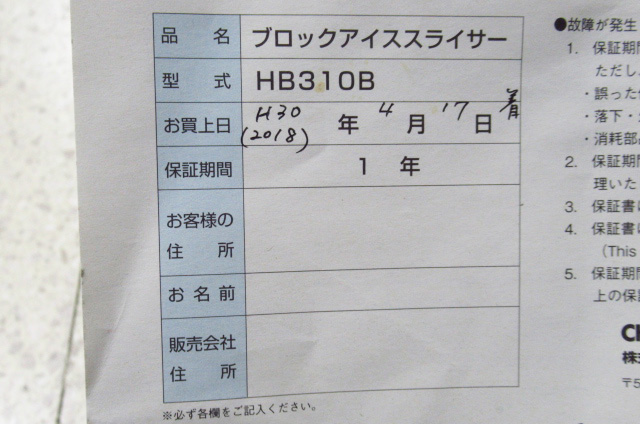 品名 ブロックアイススライサー
型式 HB310B
お買上日 H30(2018)年 4月 17日 着
保証期間 1 年
お客様の
住所
お名前
販売会社
住所
※必ず各欄をご記入ください。
●故障が発生
1. 保証期間
ただし、
・誤った
・落下・
・消耗部
2. 保証期間
理いた
3. 保証書
4. 保証書
(This
5. 保証期
上の保
株式
〒5